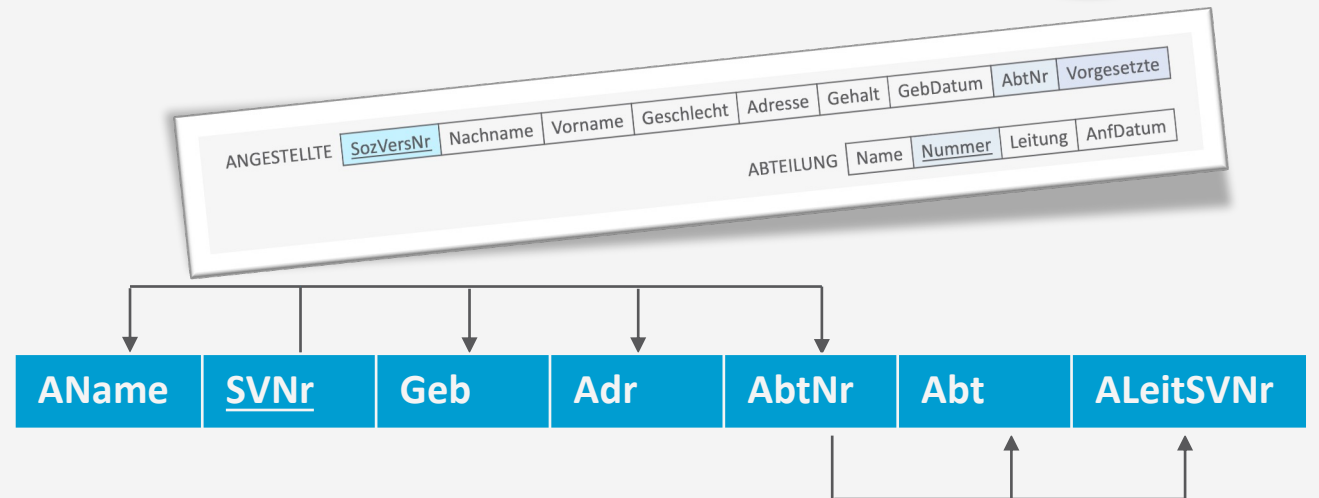 ANGESTELLTE SozVersNr Nachname Vorname Geschlecht Adresse Gehalt GebDatum AbtNr Vorgesetzte
ABTEILUNG Name Nummer Leitung AnfDatum
AName SVNr Geb Adr AbtNr Abt ALeitSVNr